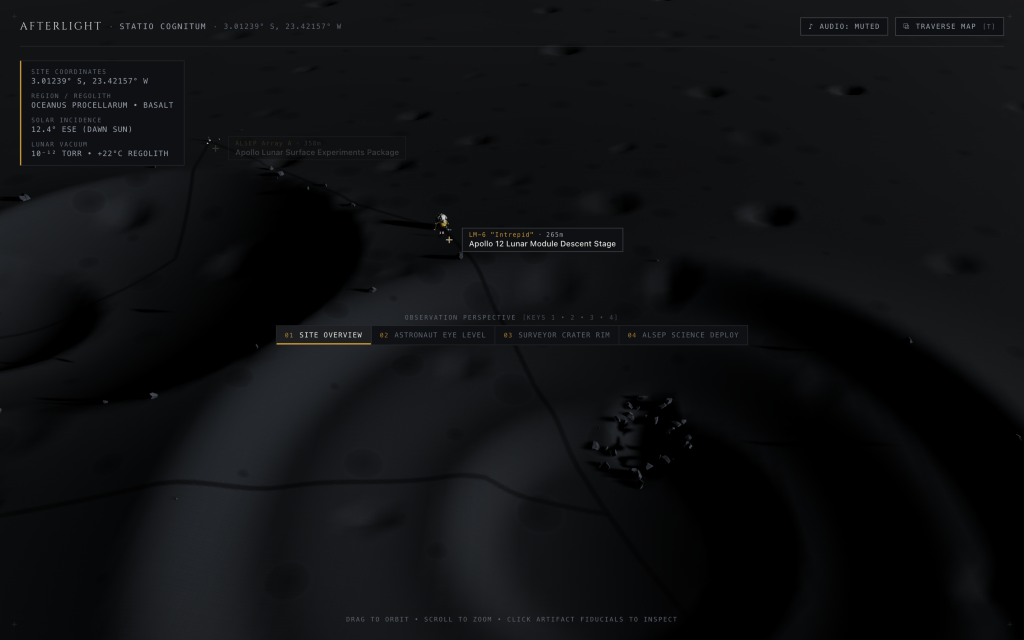 AFTERLIGHT · STATIO COGNITUM · 3.01239° S, 23.42157° W
♪ AUDIO: MUTED
TRAVERSE MAP [T]
SITE COORDINATES
3.01239° S, 23.42157° W
REGION / REGOLITH
OCEANUS PROCELLARUM • BASALT
SOLAR INCIDENCE
12.4° ESE (DAWN SUN)
LUNAR VACUUM
10⁻¹² TORR • +22°C REGOLITH
ALSEP Array A · 310m
Apollo Lunar Surface Experiments Package
LM-6 "Intrepid" · 265m
Apollo 12 Lunar Module Descent Stage
OBSERVATION PERSPECTIVE (KEYS 1 • 2 • 3 • 4)
01 SITE OVERVIEW
02 ASTRONAUT EYE LEVEL
03 SURVEYOR CRATER RIM
04 ALSEP SCIENCE DEPLOY
DRAG TO ORBIT • SCROLL TO ZOOM • CLICK ARTIFACT FIDUCIALS TO INSPECT